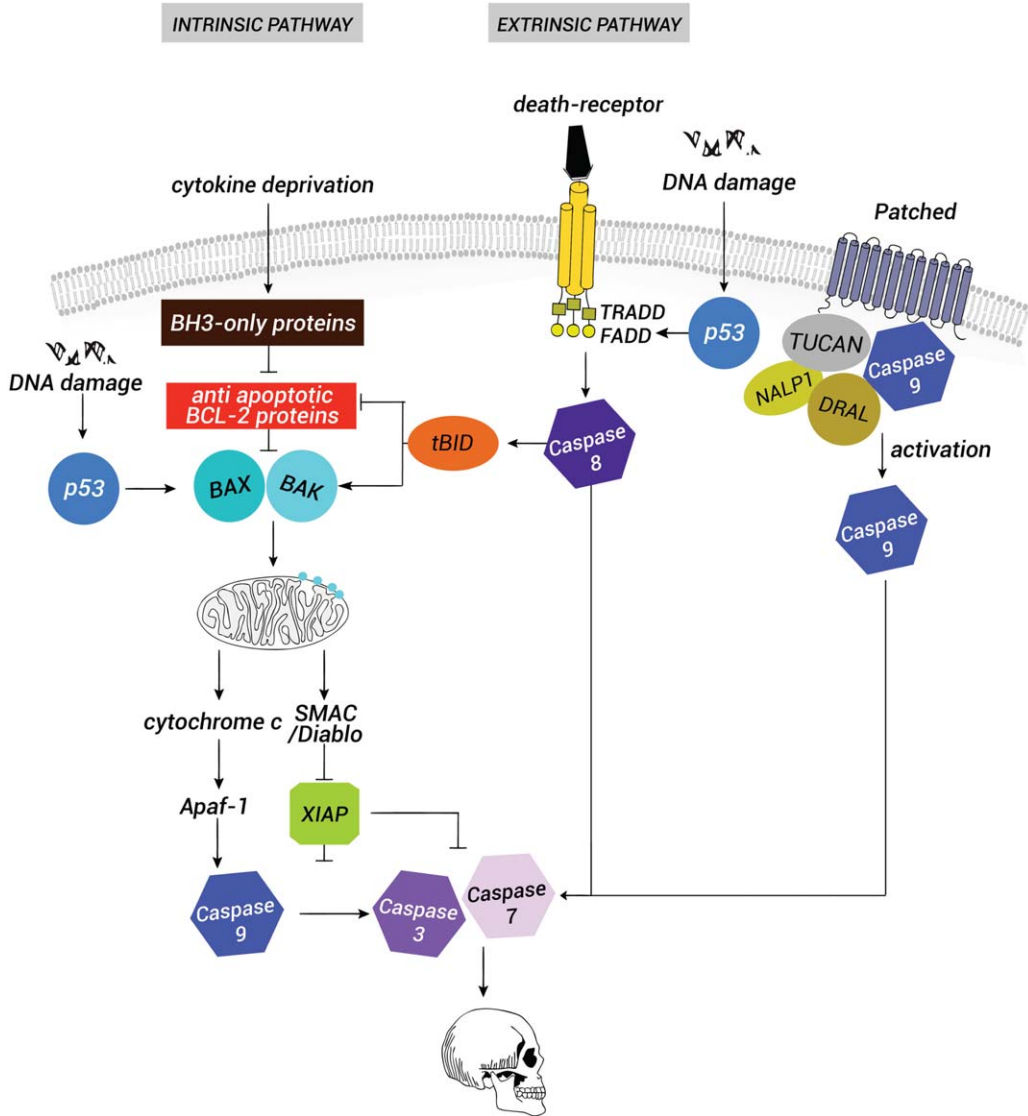 INTRINSIC PATHWAY
EXTRINSIC PATHWAY
death-receptor
DNA damage
cytokine deprivation
Patched
BH3-only proteins
TRADD
FADD
p53
TUCAN
Caspase
9
NALP1
DRAL
DNA damage
anti apoptotic
BCL-2 proteins
tBID
Caspase
8
activation
p53
BAX
BAK
Caspase
9
cytochrome c
SMAC
/Diablo
Apaf-1
XIAP
Caspase
9
Caspase
3
Caspase
7